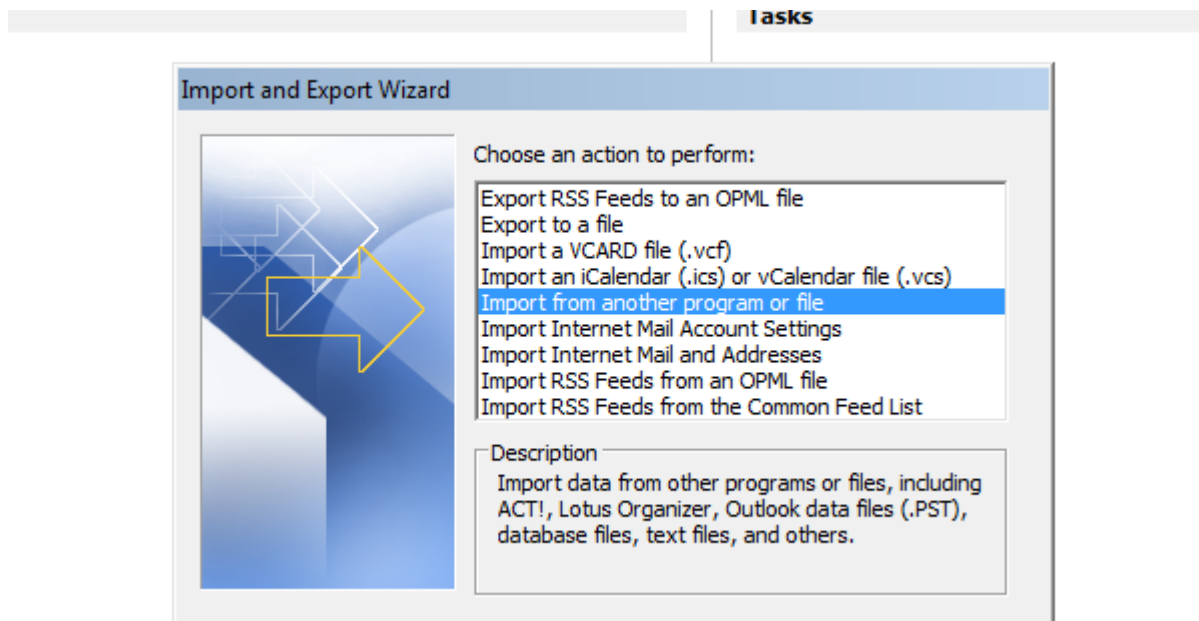 Tasks
Import and Export Wizard
Choose an action to perform:
Export RSS Feeds to an OPML file
Export to a file
Import a VCARD file (.vcf)
Import an iCalendar (.ics) or vCalendar file (.vcs)
Import from another program or file
Import Internet Mail Account Settings
Import Internet Mail and Addresses
Import RSS Feeds from an OPML file
Import RSS Feeds from the Common Feed List
Description
Import data from other programs or files, including
ACT!, Lotus Organizer, Outlook data files (.PST),
database files, text files, and others.